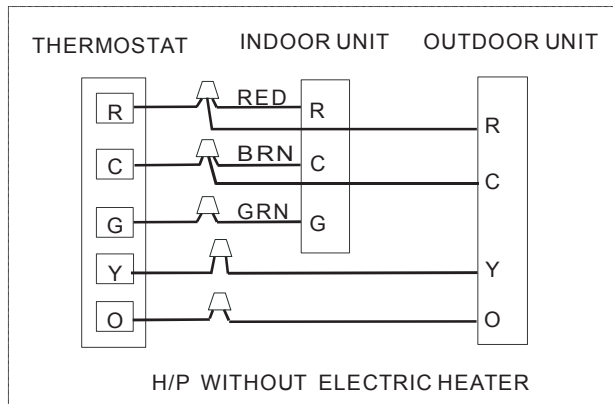 THERMOSTAT INDOOR UNIT OUTDOOR UNIT
R RED R R
C BRN C C
G GRN G
Y Y
O O
H/P WITHOUT ELECTRIC HEATER